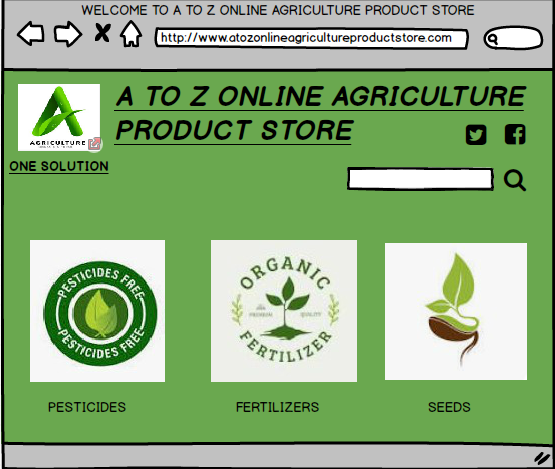 WELCOME TO A TO Z ONLINE AGRICULTURE PRODUCT STORE
http://www.atozonlineagricultureproductstore.com
A TO Z ONLINE AGRICULTURE
PRODUCT STORE
AGRICULTURE
ONE SOLUTION
PESTICIDES FREE
PESTICIDES FREE
ORGANIC
PREMIUM
QUALITY
FERTILIZER
PESTICIDES
FERTILIZERS
SEEDS